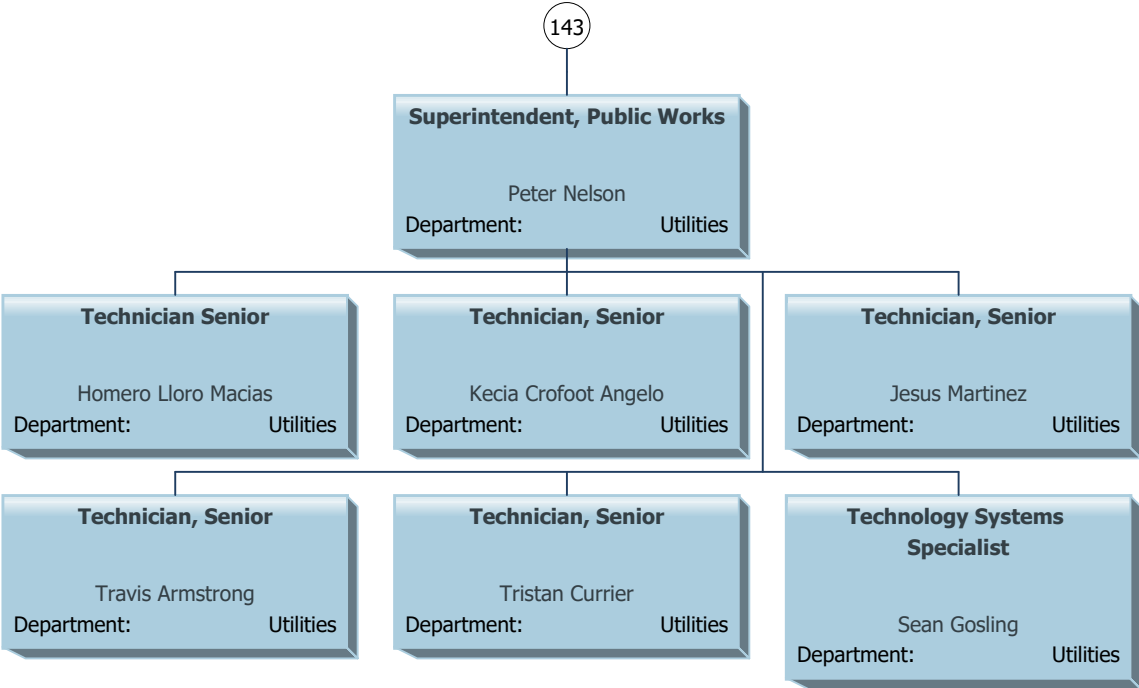 143
Superintendent, Public Works
Peter Nelson
Department: Utilities
Technician Senior
Homero Lloro Macias
Department: Utilities
Technician, Senior
Kecia Crofoot Angelo
Department: Utilities
Technician, Senior
Jesus Martinez
Department: Utilities
Technician, Senior
Travis Armstrong
Department: Utilities
Technician, Senior
Tristan Currier
Department: Utilities
Technology Systems
Specialist
Sean Gosling
Department: Utilities